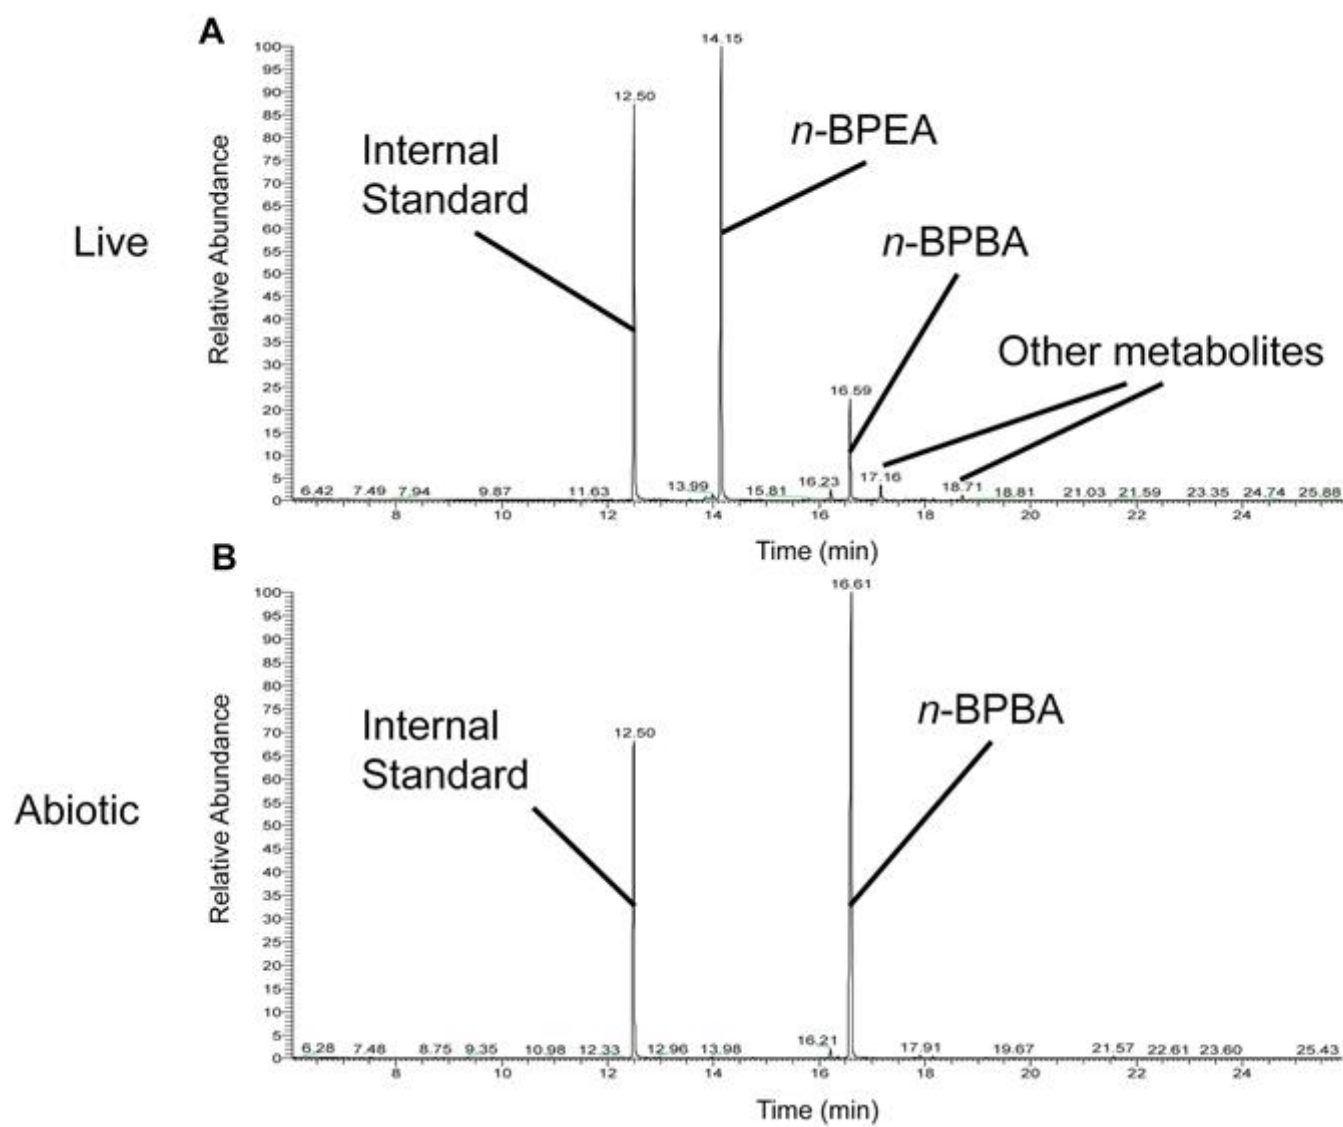 A
Live
Relative Abundance
100
95
90
85
80
75
70
65
60
55
50
45
40
35
30
25
20
15
10
5
0
14.15
12.50
Internal
Standard
n-BPEA
n-BPBA
Other metabolites
16.59
6.42 7.49 7.94 9.87 11.63 13.99 15.81 16.23 17.16 18.71 18.81 21.03 21.59 23.35 24.74 25.88
8 10 12 14 16 18 20 22 24
Time (min)
B
Abiotic
Relative Abundance
100
95
90
85
80
75
70
65
60
55
50
45
40
35
30
25
20
15
10
5
0
16.61
Internal
Standard
n-BPBA
12.50
6.28 7.48 8.75 9.35 10.98 12.33 12.96 13.98 16.21 17.91 19.67 21.57 22.61 23.60 25.43
8 10 12 14 16 18 20 22 24
Time (min)